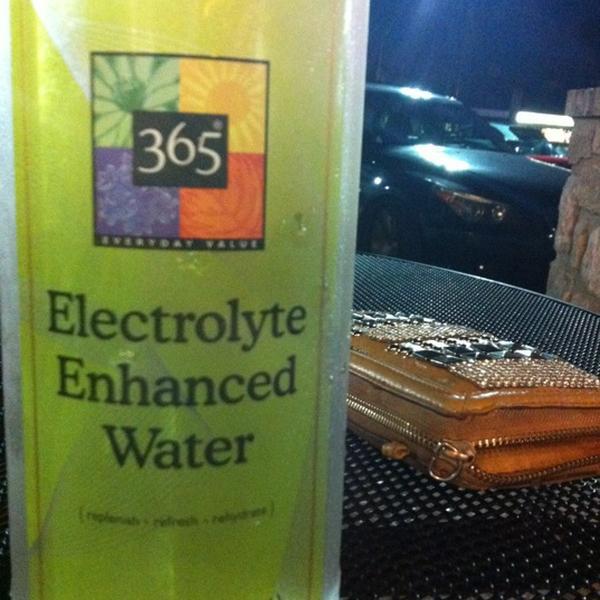 365®
EVERYDAY VALUE
Electrolyte
Enhanced
Water
{replenish • refresh • rehydrate}